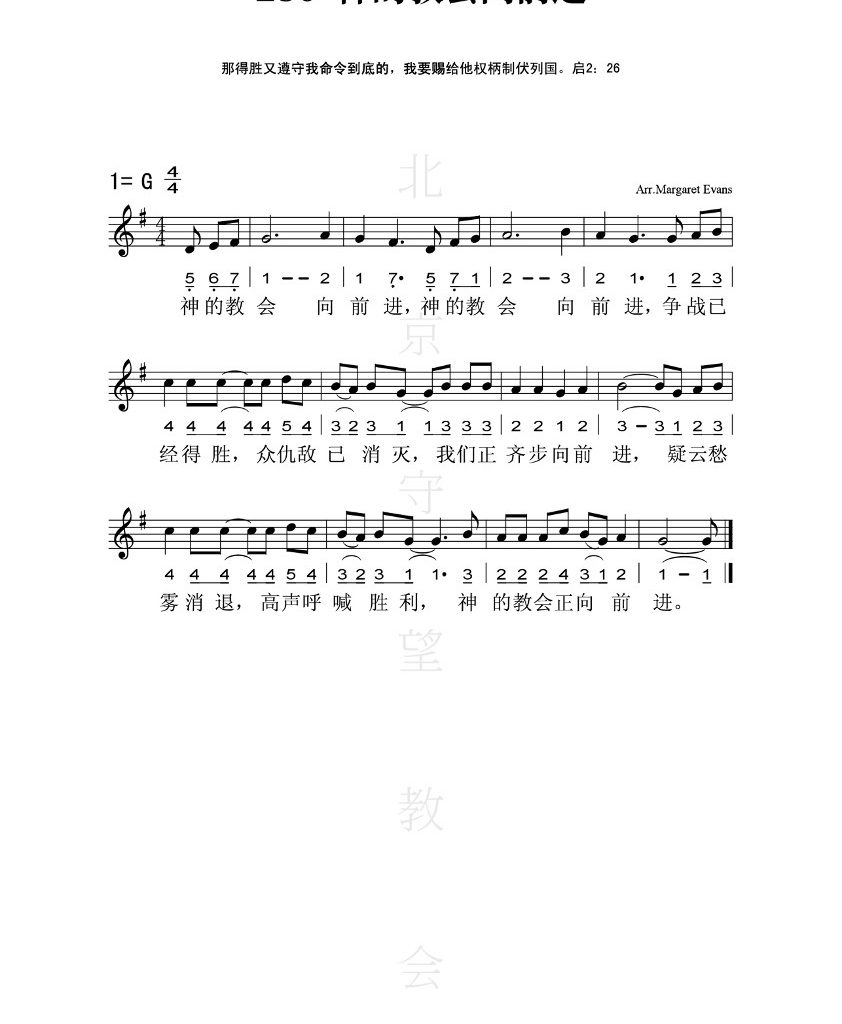 那得胜又遵守我命令到底的，我要赐给他权柄制伏列国。启2：26
1= G 4/4
Arr.Margaret Evans
5 6 7 | 1 - - 2 | 1 7· 5 7 1 | 2 - - 3 | 2 1· 1 2 3 |
神的教 会 向 前 进，神的教 会 向 前 进，争战已
4 4 4 4 4 5 4 | 3 2 3 1 1 3 3 3 | 2 2 1 2 | 3 - 3 1 2 3 |
经得 胜，众仇敌 已 消 灭，我们正 齐步向前 进， 疑云愁
4 4 4 4 4 5 4 | 3 2 3 1 1· 3 | 2 2 2 4 3 1 2 | 1 - 1 ‖
雾消 退，高声呼 喊 胜 利， 神 的教会正向 前 进。
北京守望教会